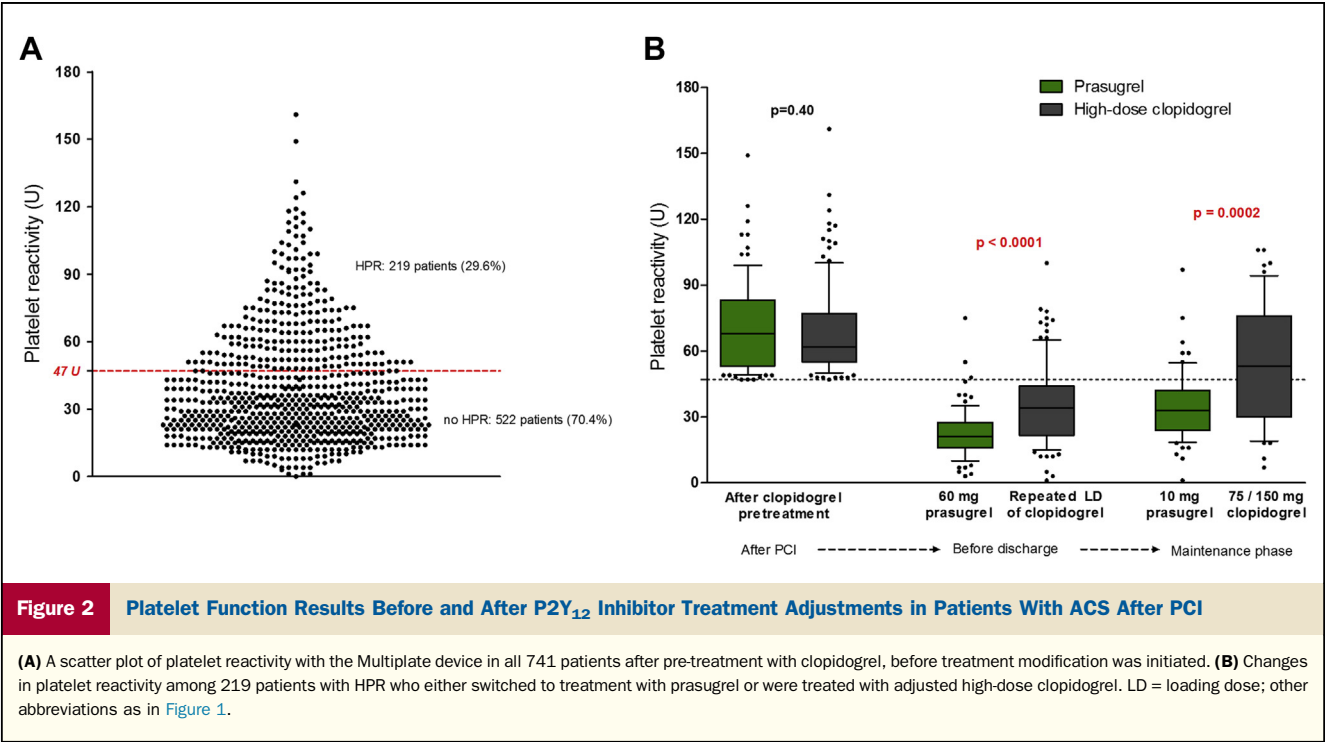 A
Platelet reactivity (U)
180
150
120
90
60
47 U
30
0
HPR: 219 patients (29.6%)
no HPR: 522 patients (70.4%)
B
Platelet reactivity (U)
180
150
120
90
60
30
0
Prasugrel
High-dose clopidogrel
p=0.40
p < 0.0001
p = 0.0002
After clopidogrel
pretreatment
60 mg
prasugrel
Repeated LD
of clopidogrel
10 mg
prasugrel
75 / 150 mg
clopidogrel
After PCI
Before discharge
Maintenance phase
Figure 2
Platelet Function Results Before and After P2Y12 Inhibitor Treatment Adjustments in Patients With ACS After PCI
(A) A scatter plot of platelet reactivity with the Multiplate device in all 741 patients after pre-treatment with clopidogrel, before treatment modification was initiated. (B) Changes
in platelet reactivity among 219 patients with HPR who either switched to treatment with prasugrel or were treated with adjusted high-dose clopidogrel. LD = loading dose; other
abbreviations as in Figure 1.